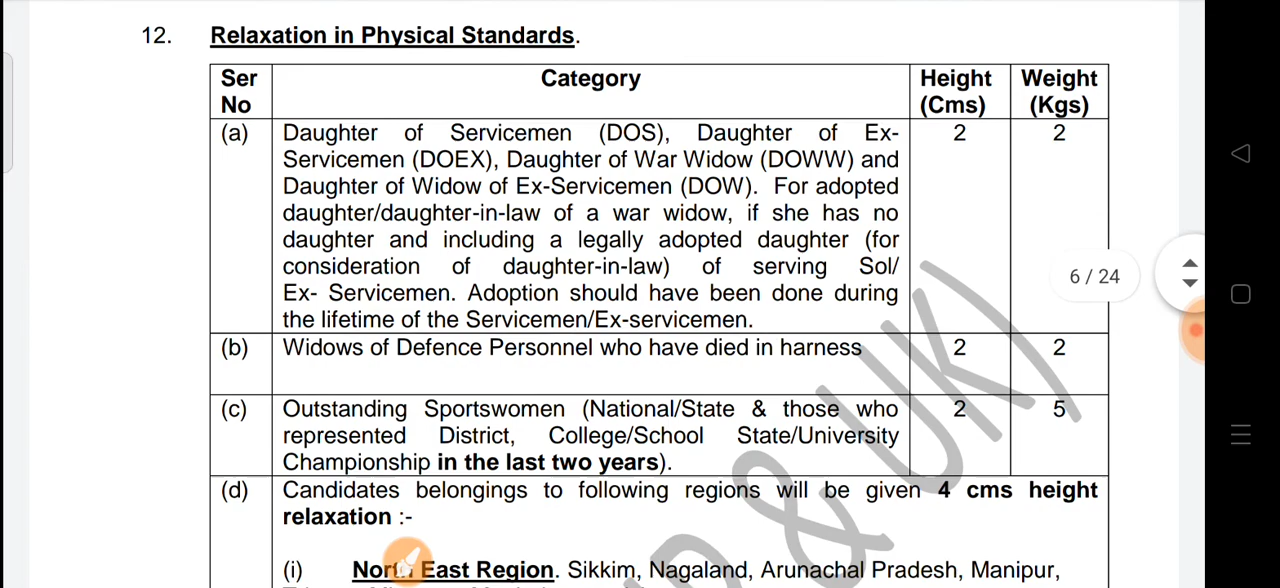 12. Relaxation in Physical Standards.
Ser No Category Height (Cms) Weight (Kgs)
(a) Daughter of Servicemen (DOS), Daughter of Ex- 2 2
Servicemen (DOEX), Daughter of War Widow (DOWW) and
Daughter of Widow of Ex-Servicemen (DOW). For adopted
daughter/daughter-in-law of a war widow, if she has no
daughter and including a legally adopted daughter (for
consideration of daughter-in-law) of serving Sol/
Ex- Servicemen. Adoption should have been done during
the lifetime of the Servicemen/Ex-servicemen.
(b) Widows of Defence Personnel who have died in harness 2 2
(c) Outstanding Sportswomen (National/State & those who 2 5
represented District, College/School State/University
Championship in the last two years).
(d) Candidates belongings to following regions will be given 4 cms height
relaxation :-
(i) North East Region. Sikkim, Nagaland, Arunachal Pradesh, Manipur,
6 / 24
& UK)